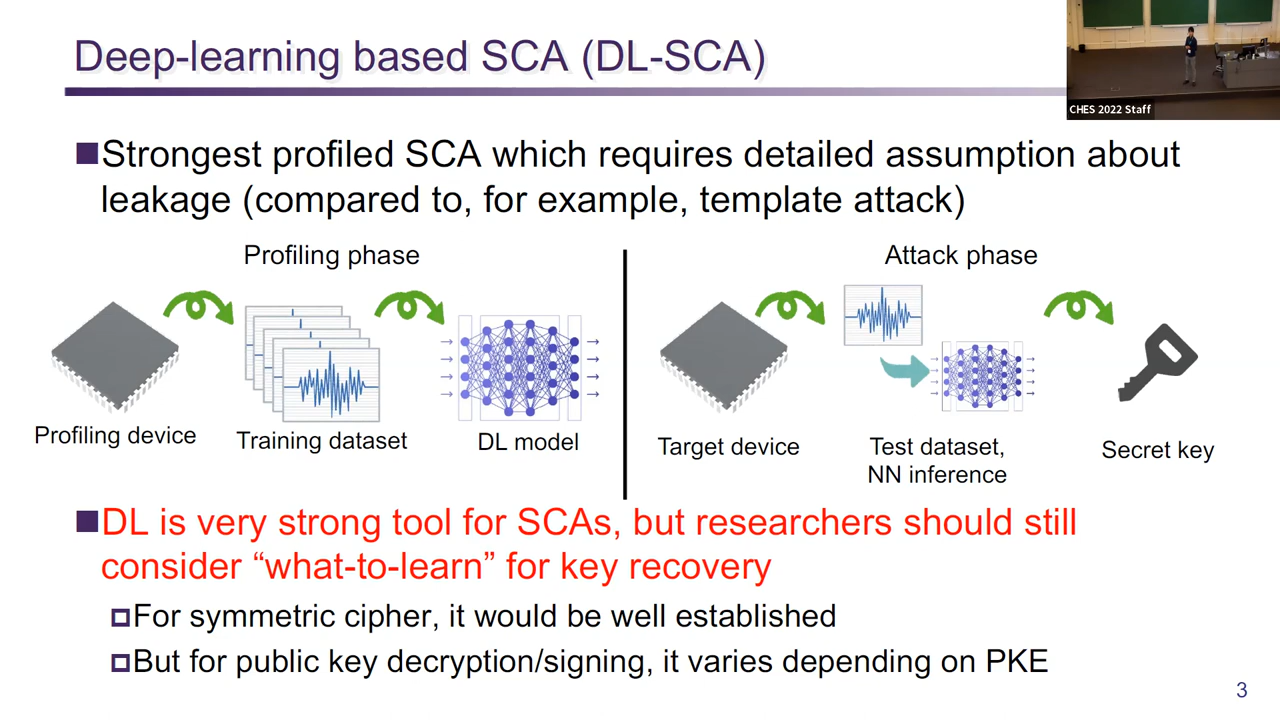 Deep-learning based SCA (DL-SCA)
CHES 2022 Staff
Strongest profiled SCA which requires detailed assumption about
leakage (compared to, for example, template attack)
Profiling phase
Attack phase
Profiling device
Training dataset
DL model
Target device
Test dataset,
NN inference
Secret key
DL is very strong tool for SCAs, but researchers should still
consider “what-to-learn” for key recovery
For symmetric cipher, it would be well established
But for public key decryption/signing, it varies depending on PKE
3